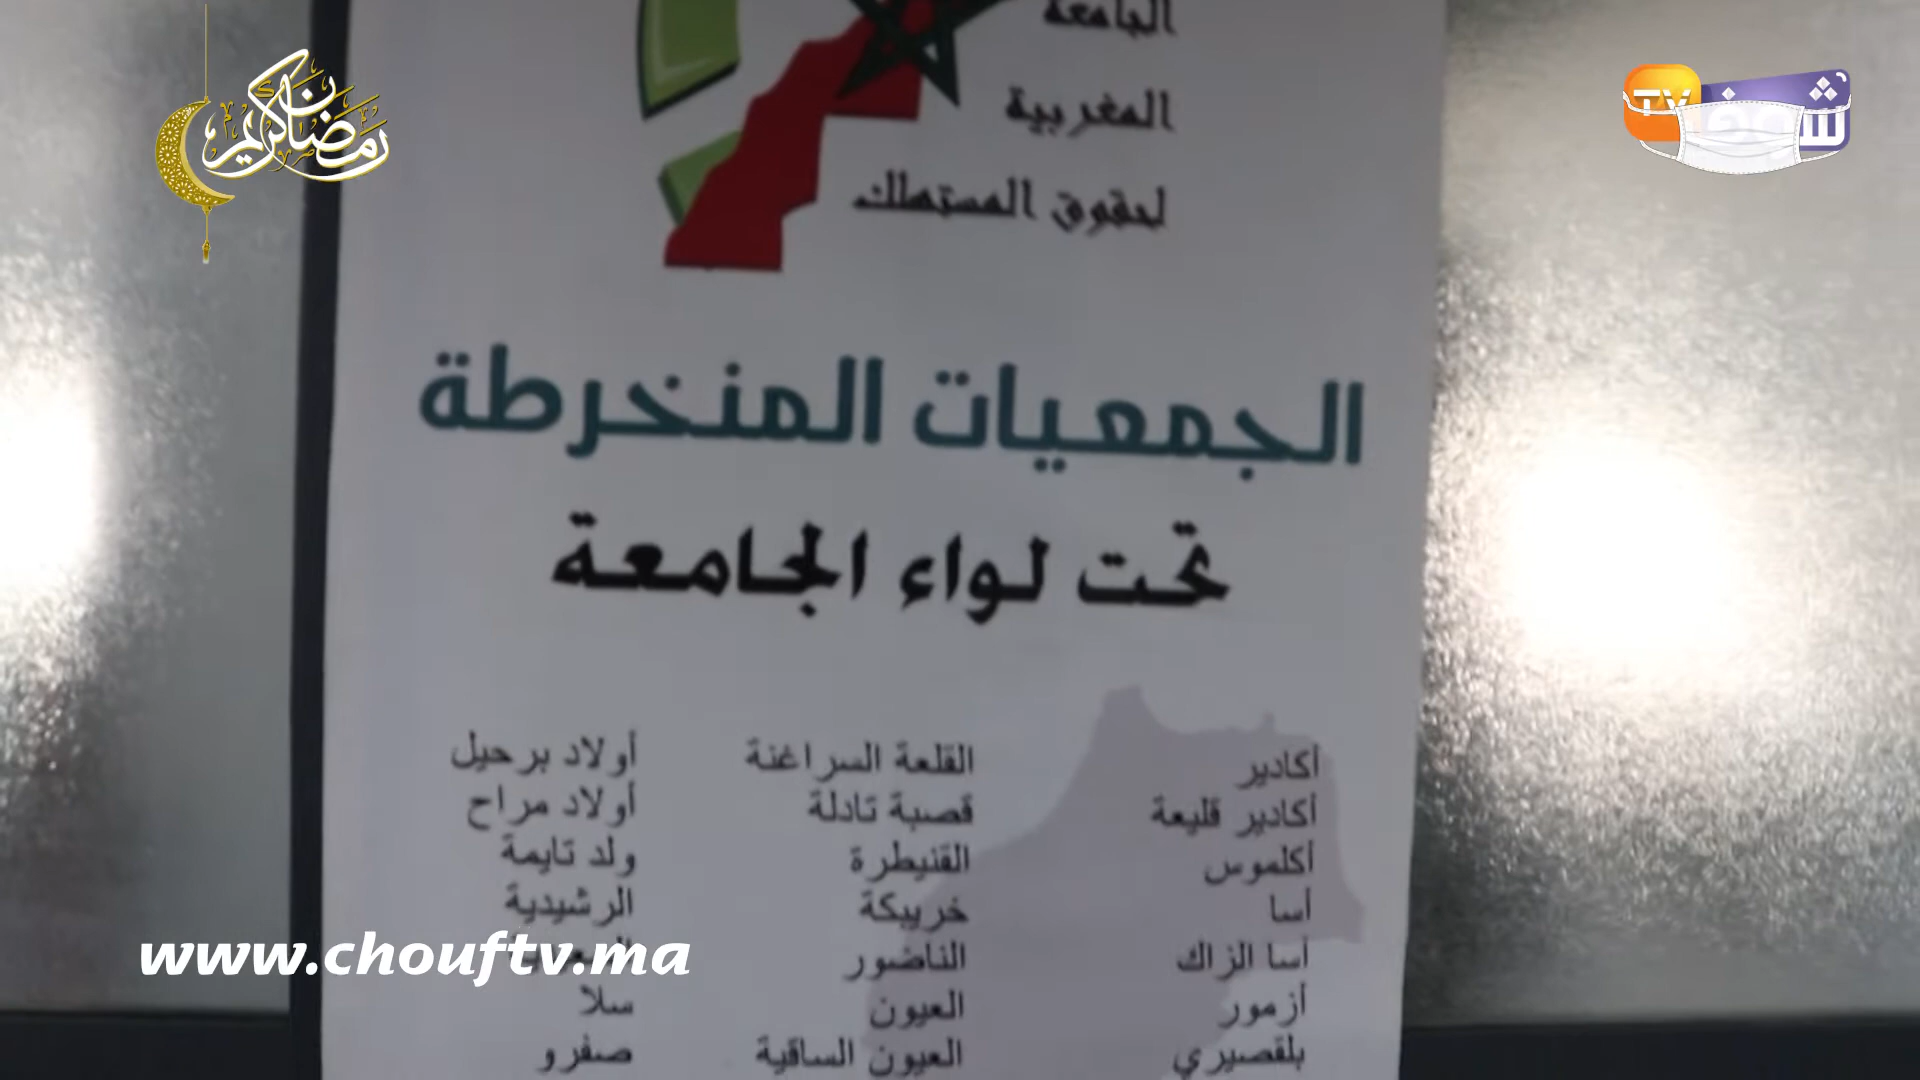 رمضان كريم
شوف TV
الجامعة
المغربية
لحقوق المستهلك
الجمعيات المنخرطة
تحت لواء الجامعة
أكادير القلعة السراغنة أولاد برحيل
أكادير قليعة قصبة تادلة أولاد مراح
أكلموس القنيطرة ولد تايمة
أسا خريبكة الرشيدية
أسا الزاك الناضور
أزمور العيون سلا
بلقصيري العيون الساقية صفرو
www.chouftv.ma